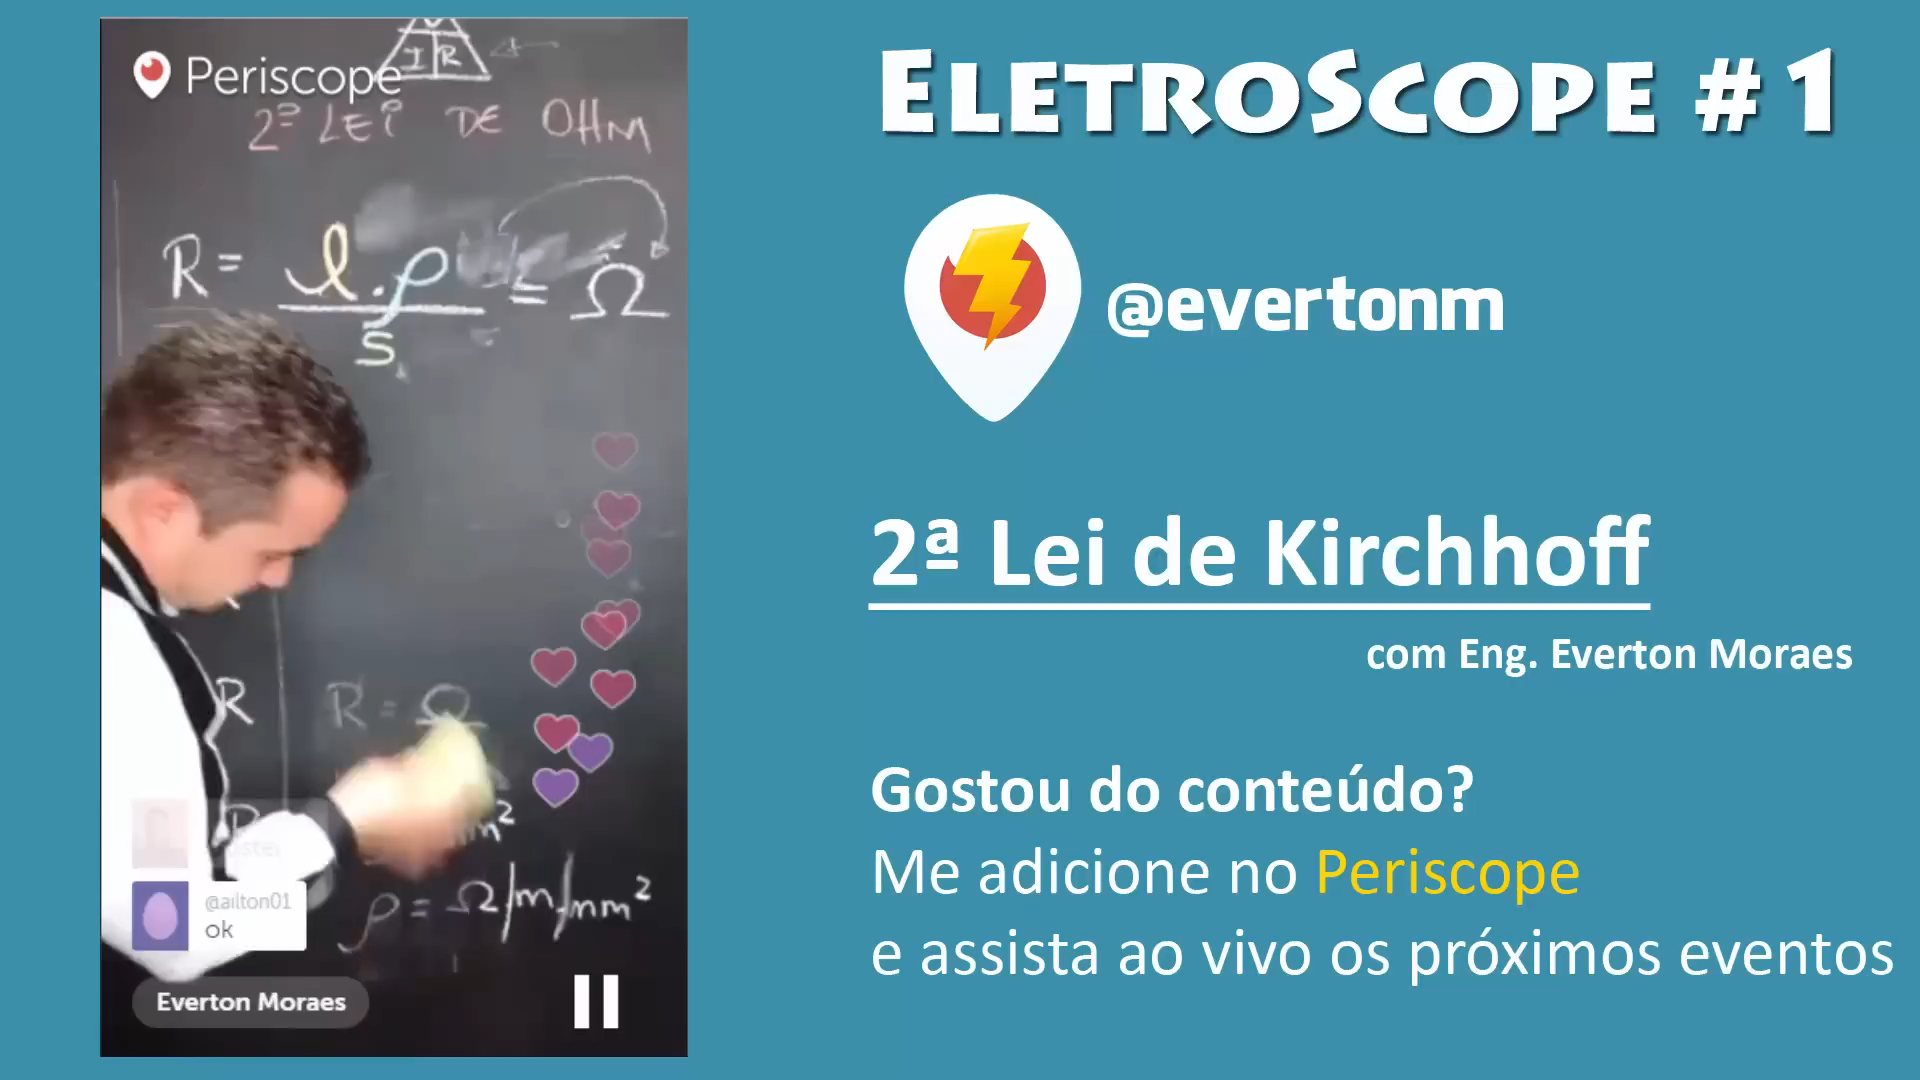 Periscope
I R
2ª LEI DE OHM
R = l.ρ = Ω
S
R R = Ω
R mm²
ρ = Ω/m/mm²
@ailton01
ok
Everton Moraes
ELETROSCOPE #1
@evertonm
2ª Lei de Kirchhoff
com Eng. Everton Moraes
Gostou do conteúdo?
Me adicione no Periscope
e assista ao vivo os próximos eventos